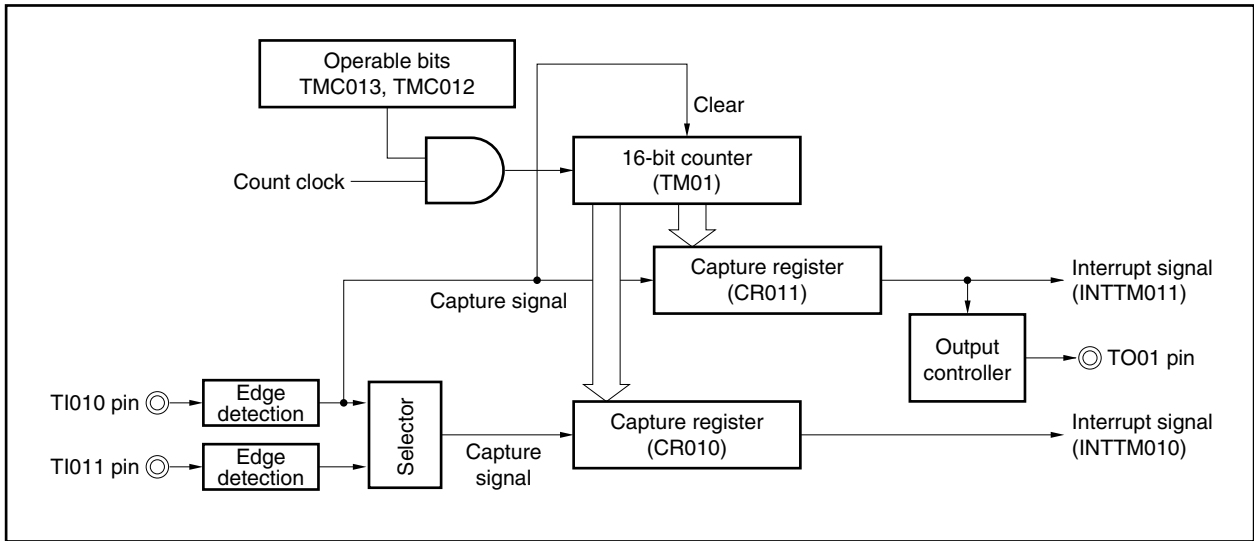 Operable bits
TMC013, TMC012
Clear
16-bit counter
(TM01)
Count clock
Capture register
(CR011)
Interrupt signal
(INTTM011)
Capture signal
Output
controller
TO01 pin
TI010 pin
Edge
detection
Selector
Capture register
(CR010)
Interrupt signal
(INTTM010)
TI011 pin
Edge
detection
Capture
signal